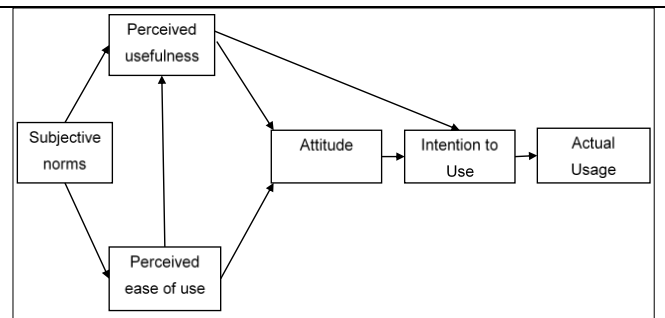 Perceived
usefulness
Subjective
norms
Attitude
Intention to
Use
Actual
Usage
Perceived
ease of use